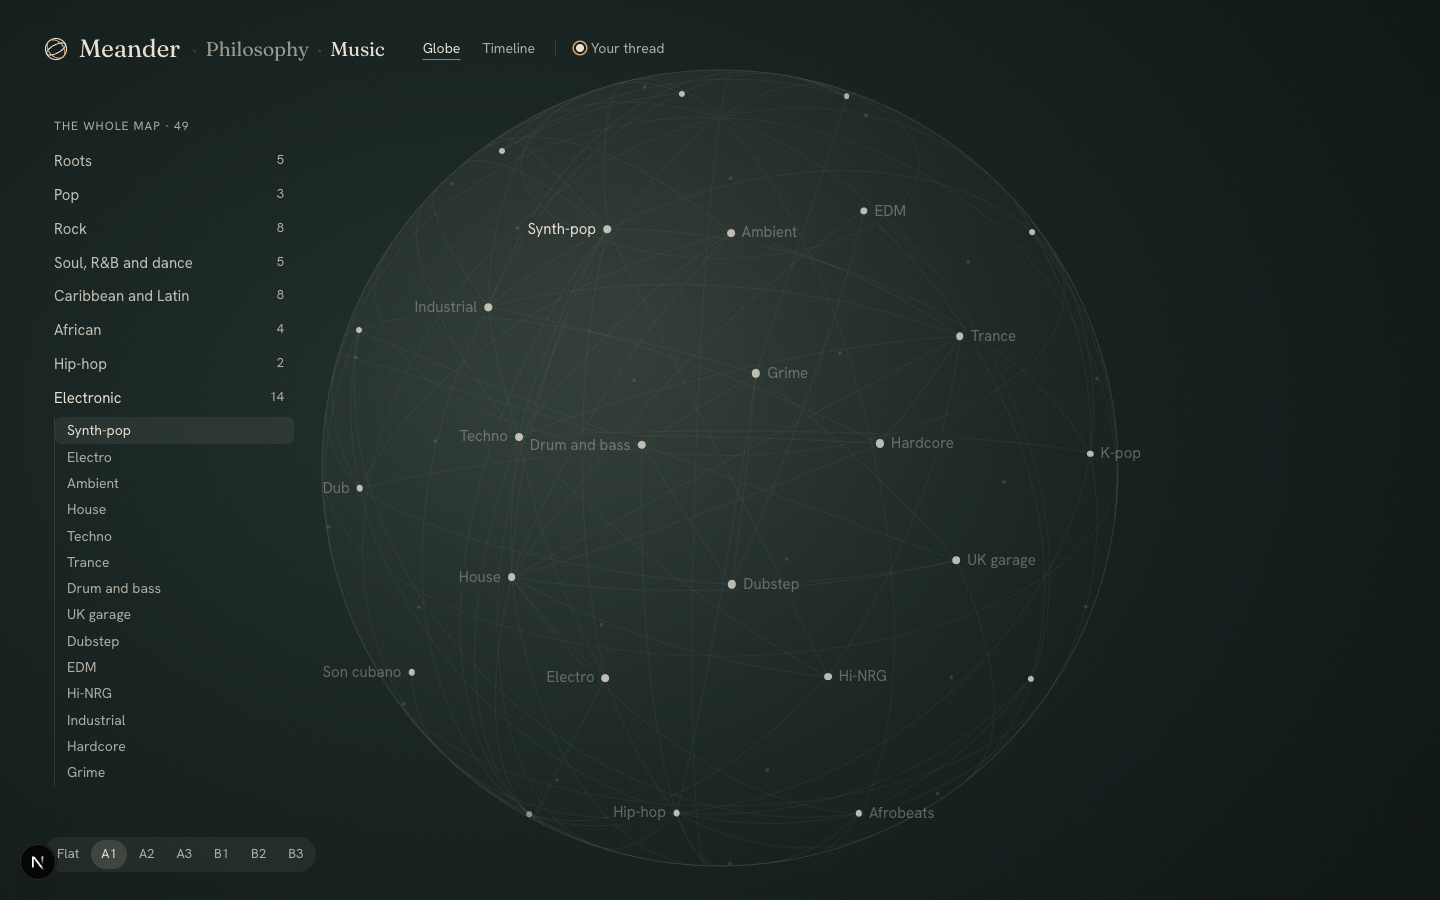 Meander · Philosophy · Music Globe Timeline Your thread
THE WHOLE MAP · 49
Roots 5
Pop 3
Rock 8
Soul, R&B and dance 5
Caribbean and Latin 8
African 4
Hip-hop 2
Electronic 14
Synth-pop
Electro
Ambient
House
Techno
Trance
Drum and bass
UK garage
Dubstep
EDM
Hi-NRG
Industrial
Hardcore
Grime
EDM
Synth-pop
Ambient
Industrial
Trance
Grime
Techno
Drum and bass
Hardcore
K-pop
Dub
UK garage
House
Dubstep
Son cubano
Electro
Hi-NRG
Hip-hop
Afrobeats
N Flat A1 A2 A3 B1 B2 B3